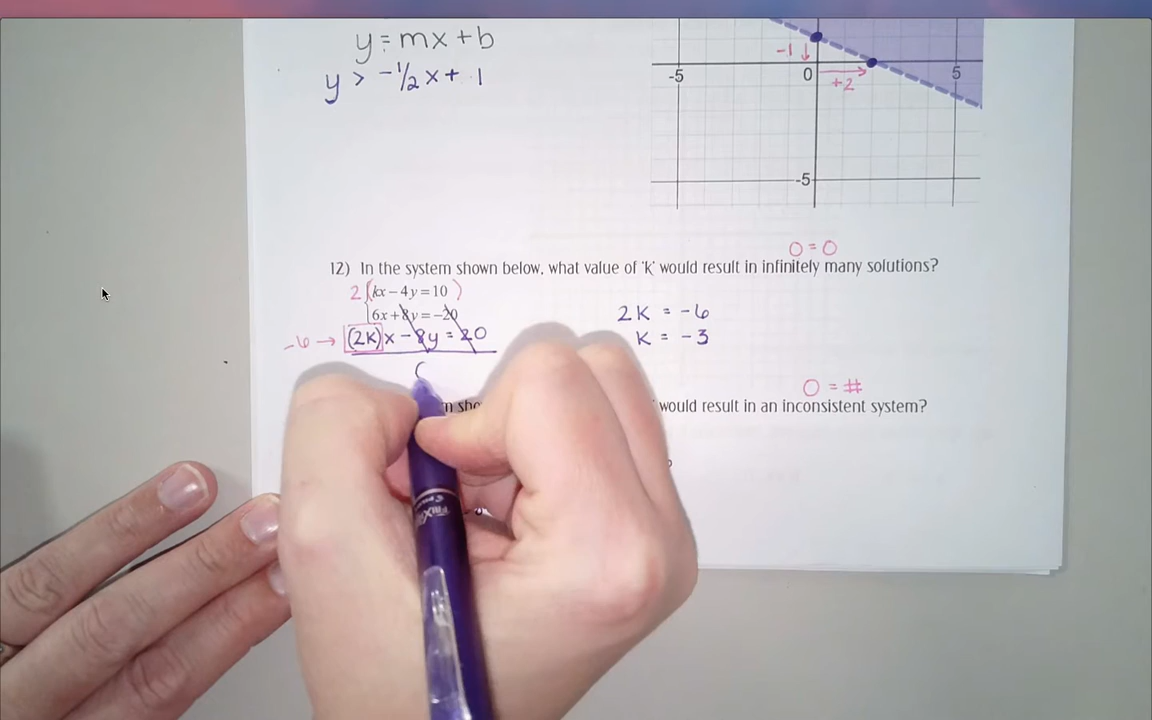 y = mx + b
y > -1/2 x + 1
-1 ↓
-5
0
5
+2
-5
0 = 0
12) In the system shown below, what value of 'k' would result in infinitely many solutions?
2 ( kx – 4y = 10 )
6x + 8y = –20
-6 → (2K) x - 8y = 20
2K = -6
K = -3
0 = #
would result in an inconsistent system?